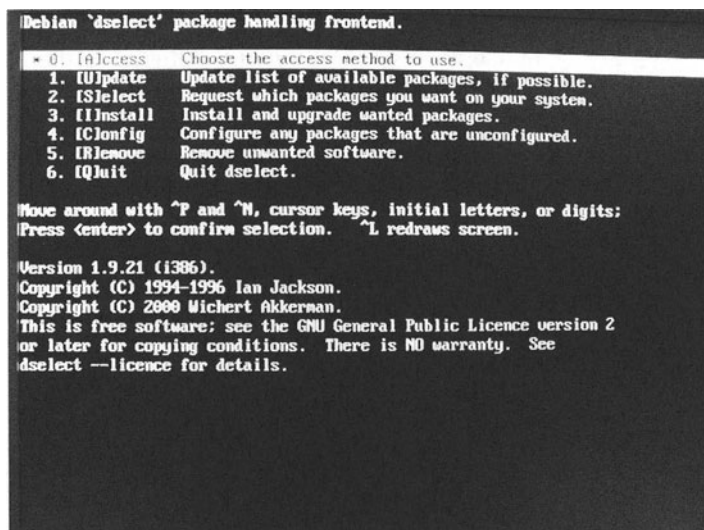 Debian `dselect' package handling frontend.
* 0. [A]ccess Choose the access method to use.
1. [U]pdate Update list of available packages, if possible.
2. [S]elect Request which packages you want on your system.
3. [I]nstall Install and upgrade wanted packages.
4. [C]onfig Configure any packages that are unconfigured.
5. [R]emove Remove unwanted software.
6. [Q]uit Quit dselect.
Move around with ^P and ^N, cursor keys, initial letters, or digits;
Press <enter> to confirm selection. ^L redraws screen.
Version 1.9.21 (i386).
Copyright (C) 1994-1996 Ian Jackson.
Copyright (C) 2000 Wichert Akkerman.
This is free software; see the GNU General Public Licence version 2
or later for copying conditions. There is NO warranty. See
dselect --licence for details.